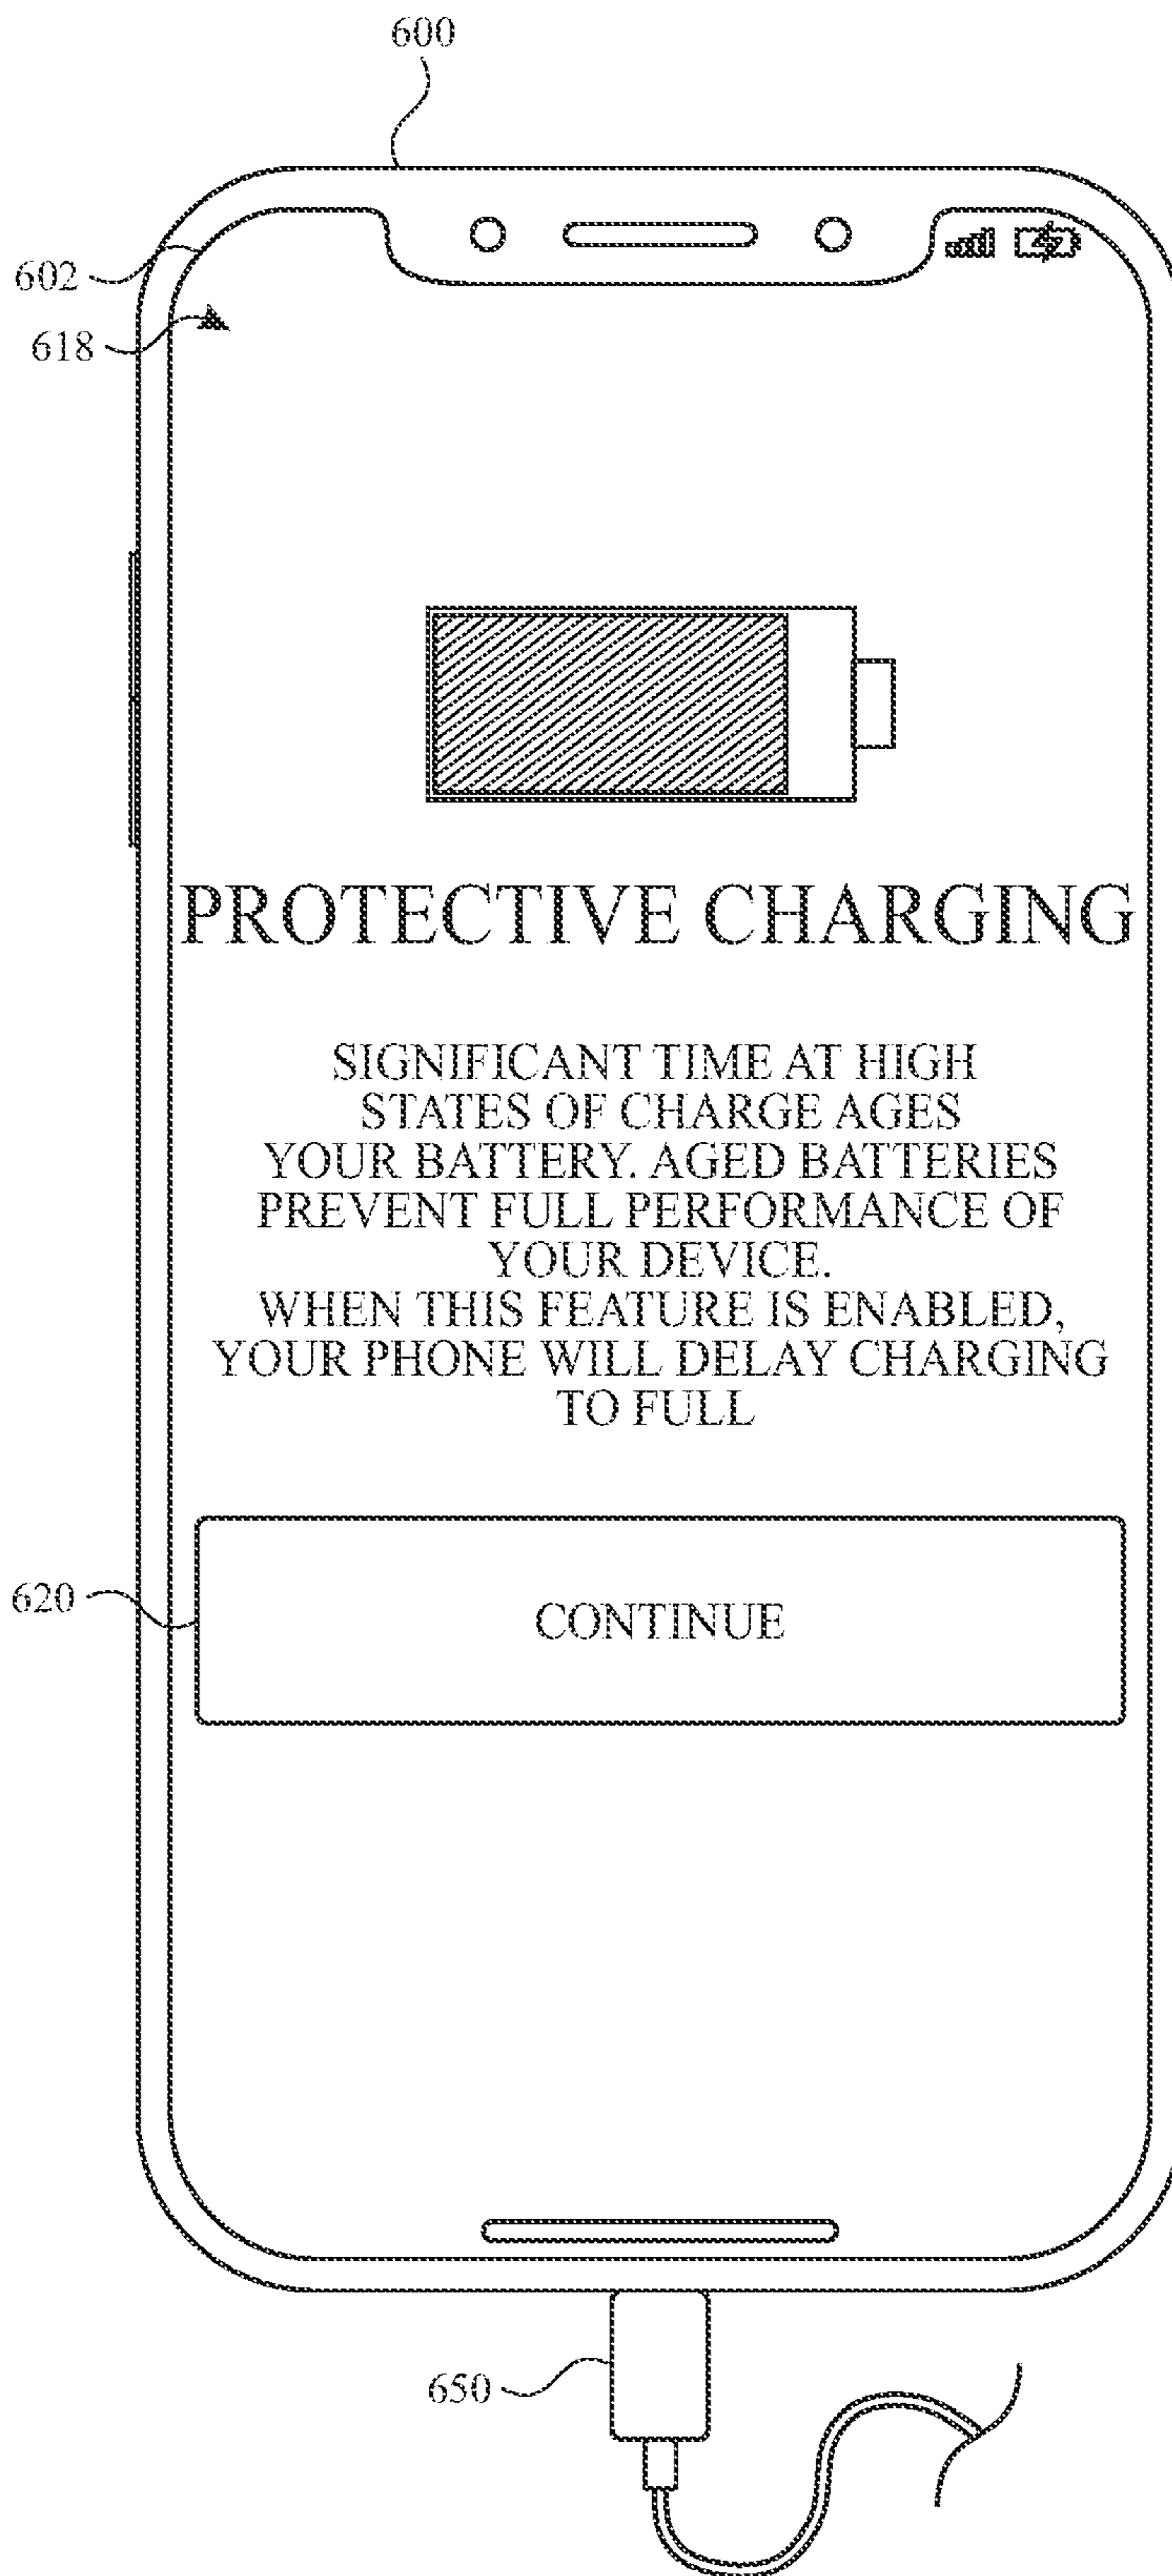 600
602
618
PROTECTIVE CHARGING
SIGNIFICANT TIME AT HIGH
STATES OF CHARGE AGES
YOUR BATTERY. AGED BATTERIES
PREVENT FULL PERFORMANCE OF
YOUR DEVICE.
WHEN THIS FEATURE IS ENABLED,
YOUR PHONE WILL DELAY CHARGING
TO FULL
620
CONTINUE
650